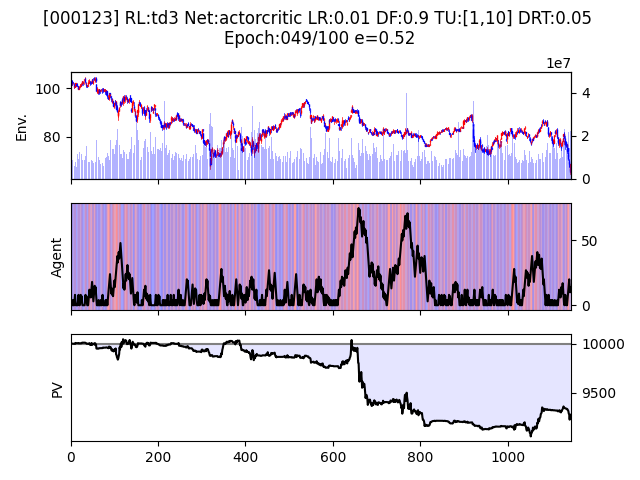 [000123] RL:td3 Net:actorcritic LR:0.01 DF:0.9 TU:[1,10] DRT:0.05
Epoch:049/100 e=0.52
1e7
Env.
100
80
4
2
0
Agent
50
0
PV
10000
9500
0
200
400
600
800
1000